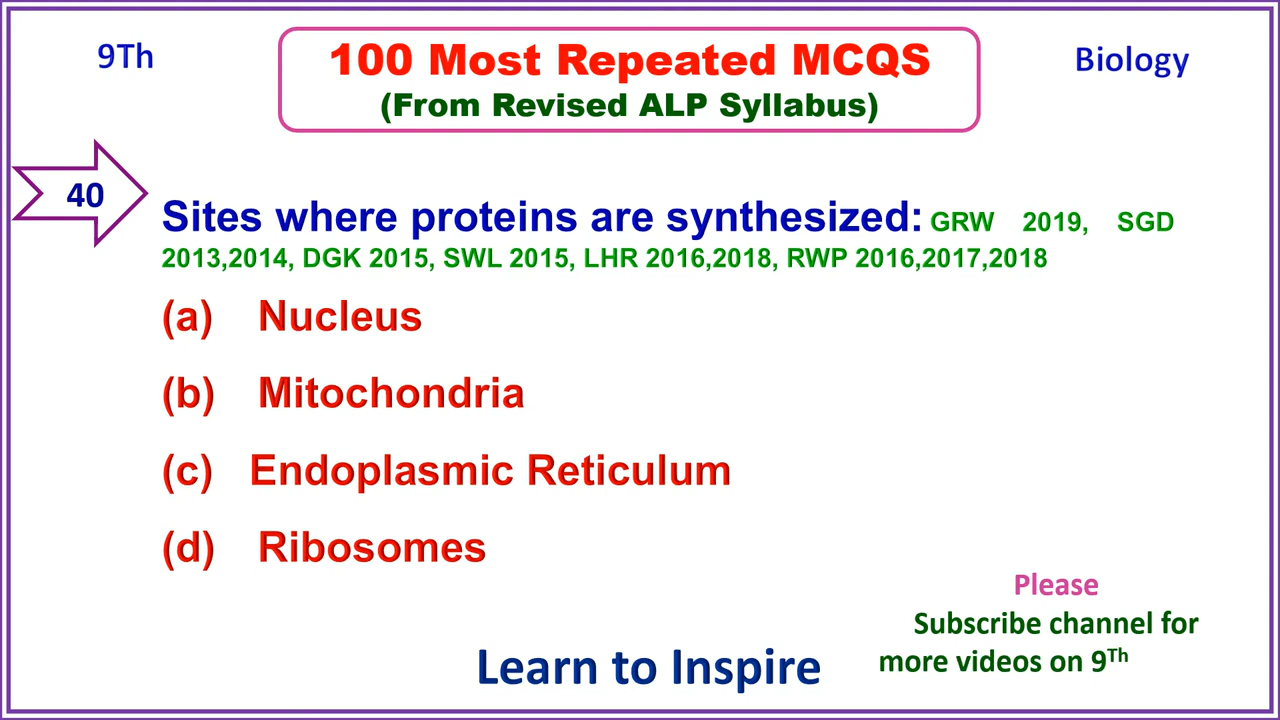 9Th
100 Most Repeated MCQS
Biology
(From Revised ALP Syllabus)
40
Sites where proteins are synthesized: GRW 2019, SGD
2013,2014, DGK 2015, SWL 2015, LHR 2016,2018, RWP 2016,2017,2018
(a) Nucleus
(b) Mitochondria
(c) Endoplasmic Reticulum
(d) Ribosomes
Please
Subscribe channel for
more videos on 9Th
Learn to Inspire